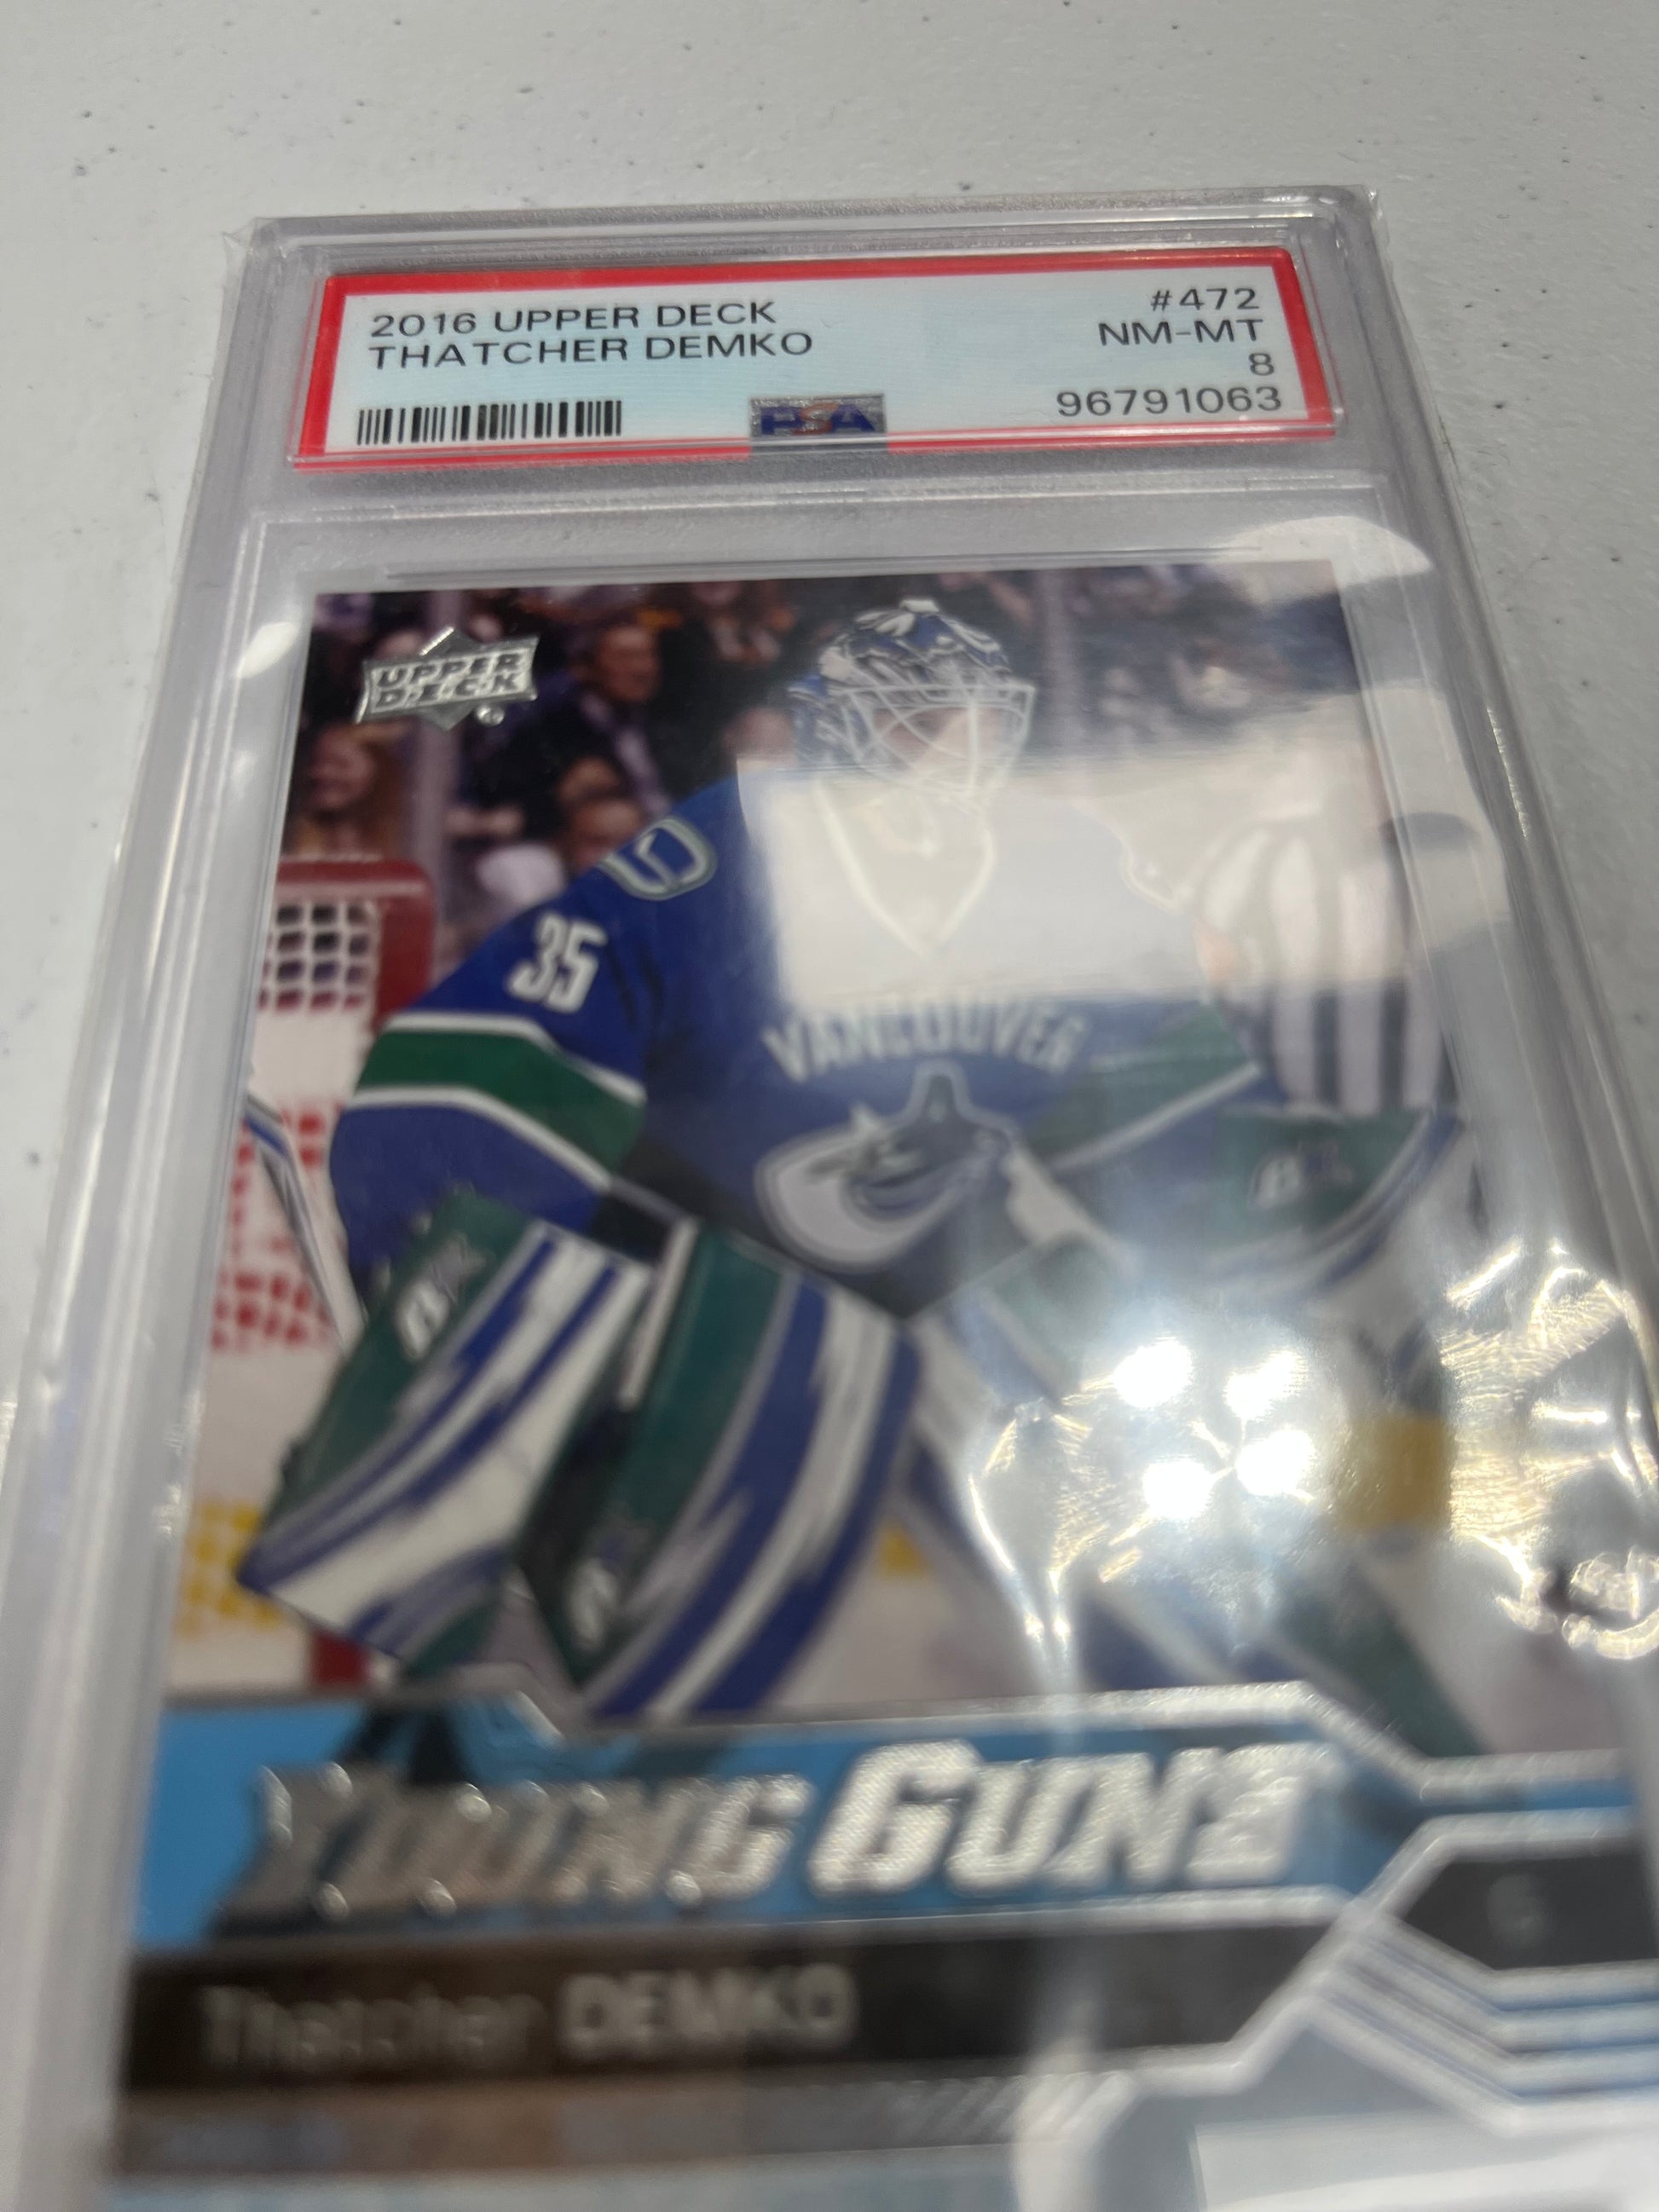 2016 UPPER DECK
#472
THATCHER DEMKO
NM-MT
8
PSA
96791063
UPPER
DECK
35
VANCOUVER
YOUNG GUNS
Thatcher DEMKO
G